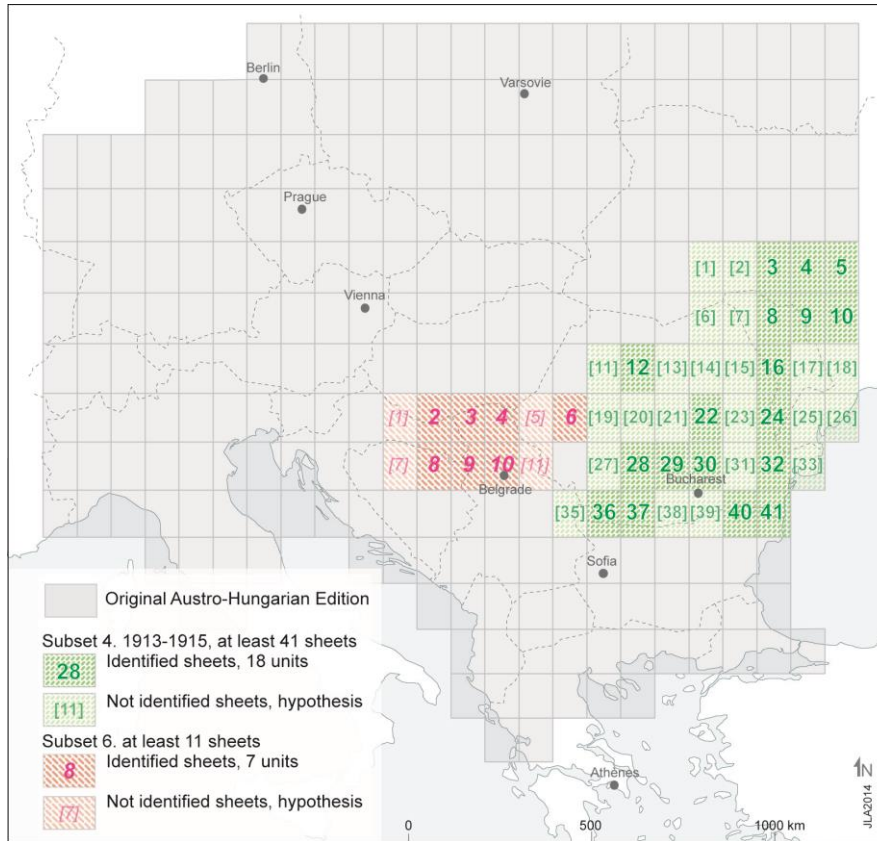 Berlin
Varsovie
Prague
[1] [2] 3 4 5
Vienna
[6] [7] 8 9 10
[11] 12 [13] [14] [15] 16 [17] [18]
[1] 2 3 4 [5] 6 [19] [20] [21] 22 [23] 24 [25] [26]
[7] 8 9 10 [11] [27] 28 29 30 [31] 32 [33]
Belgrade
Bucharest
[35] 36 37 [38] [39] 40 41
Sofia
Original Austro-Hungarian Edition
Subset 4. 1913-1915, at least 41 sheets
28 Identified sheets, 18 units
[11] Not identified sheets, hypothesis
Subset 6. at least 11 sheets
8 Identified sheets, 7 units
[7] Not identified sheets, hypothesis
Athènes
N
JLA2014
0 500 1000 km